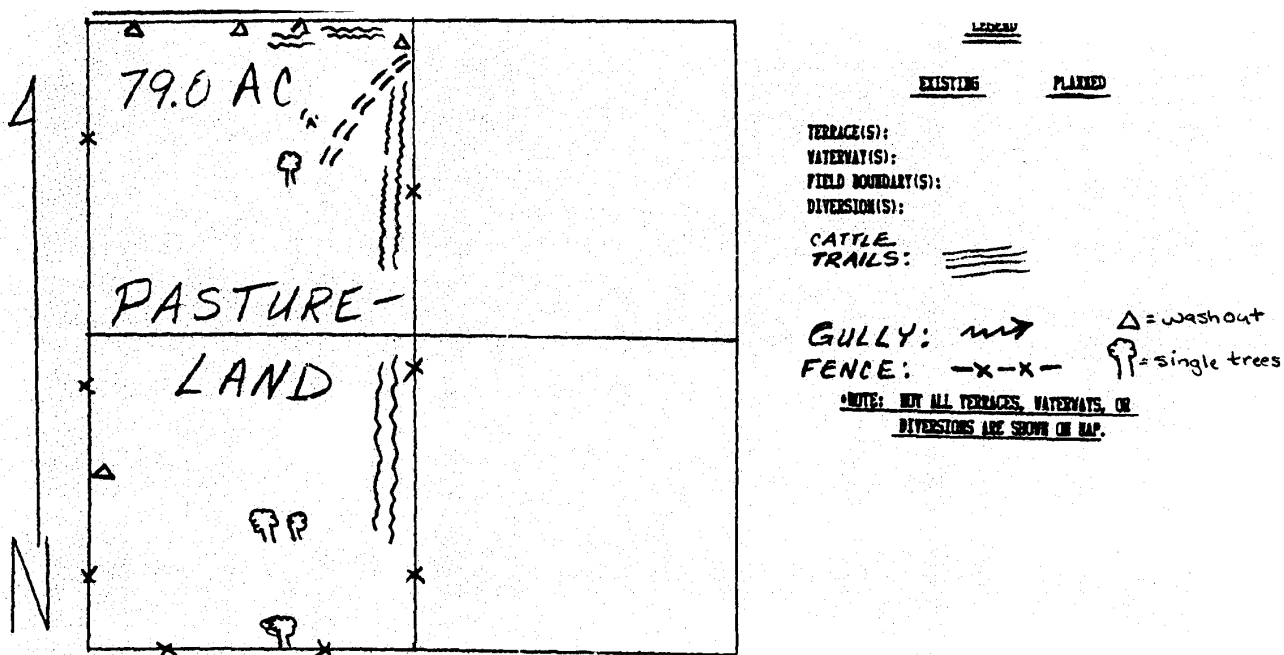 79.0 AC.
PASTURE-
LAND
N
LEGEND
EXISTING PLANNED
TERRACE(S):
WATERWAY(S):
FIELD BOUNDARY(S):
DIVERSION(S):
CATTLE
TRAILS:
GULLY:
Δ = washout
FENCE: -x-x-
= single trees
*NOTE: NOT ALL TERRACES, WATERWAYS, OR
DIVERSIONS ARE SHOWN ON MAP.